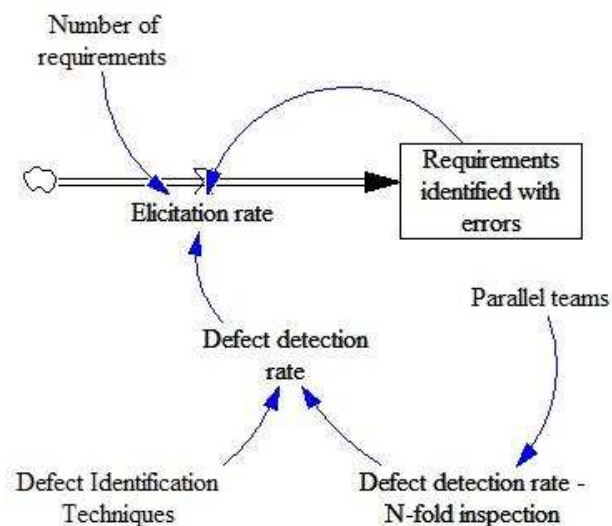 Number of
requirements
Requirements
identified with
errors
Elicitation rate
Parallel teams
Defect detection
rate
Defect Identification
Techniques
Defect detection rate -
N-fold inspection